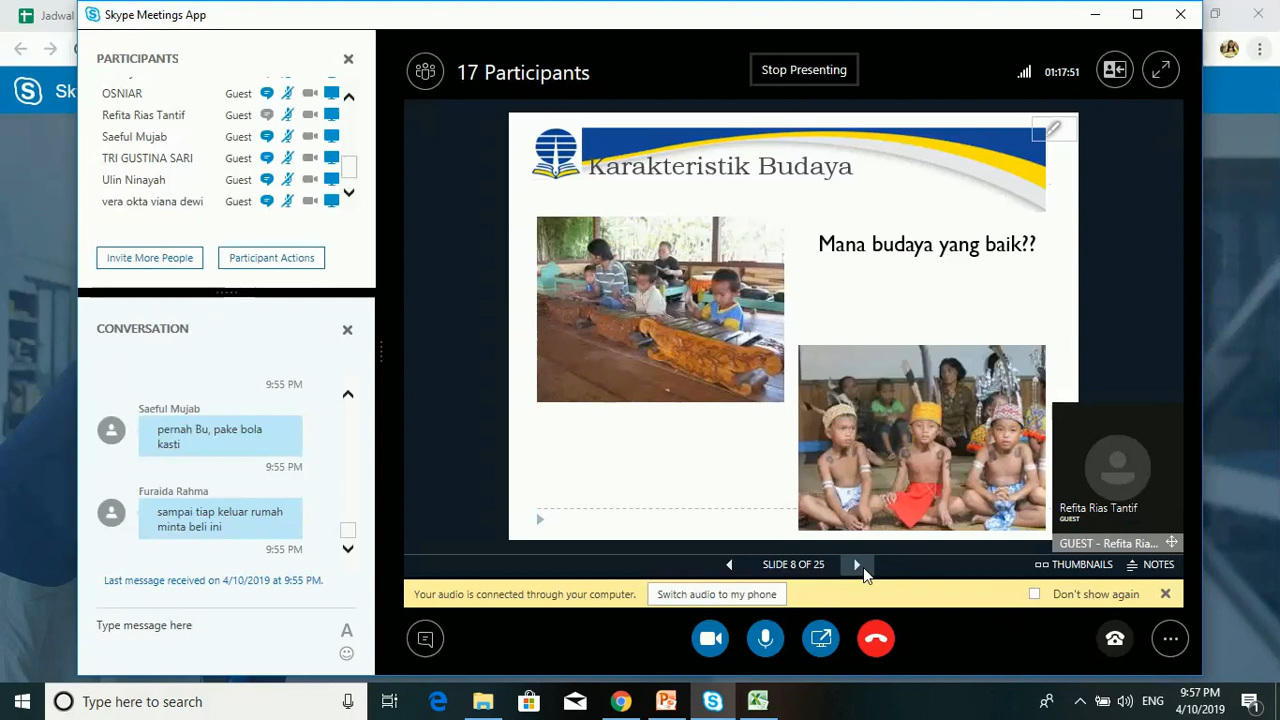 Jadwal
Skype Meetings App
Sk
PARTICIPANTS
OSNIAR Guest
Refita Rias Tantif Guest
Saeful Mujab Guest
TRI GUSTINA SARI Guest
Ulin Ninayah Guest
vera okta viana dewi Guest
Invite More People
Participant Actions
CONVERSATION
9:55 PM
Saeful Mujab
pernah Bu, pake bola
kasti
9:55 PM
Furaida Rahma
sampai tiap keluar rumah
minta beli ini
9:55 PM
Last message received on 4/10/2019 at 9:55 PM.
Type message here
17 Participants
Stop Presenting
01:17:51
Karakteristik Budaya
Mana budaya yang baik??
Refita Rias Tantif
GUEST
GUEST - Refita Ria...
SLIDE 8 OF 25
THUMBNAILS
NOTES
Your audio is connected through your computer.
Switch audio to my phone
Don't show again
Type here to search
ENG
9:57 PM
4/10/2019
1